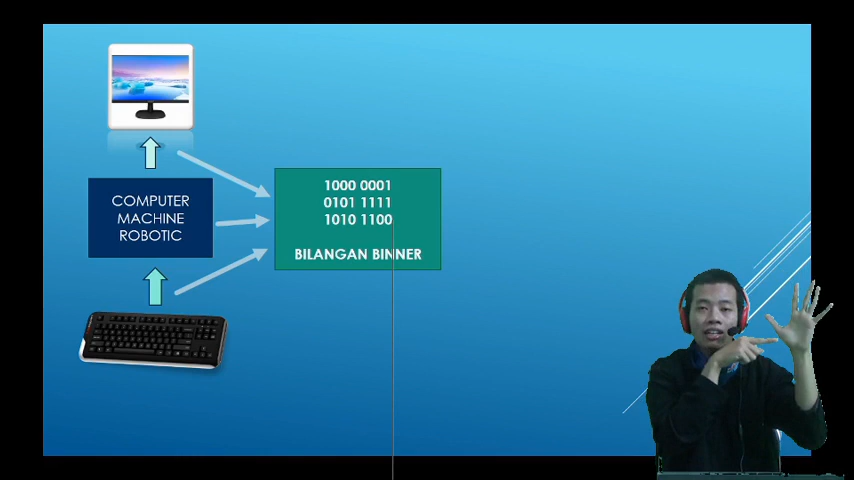 COMPUTER
MACHINE
ROBOTIC
1000 0001
0101 1111
1010 1100
BILANGAN BINNER